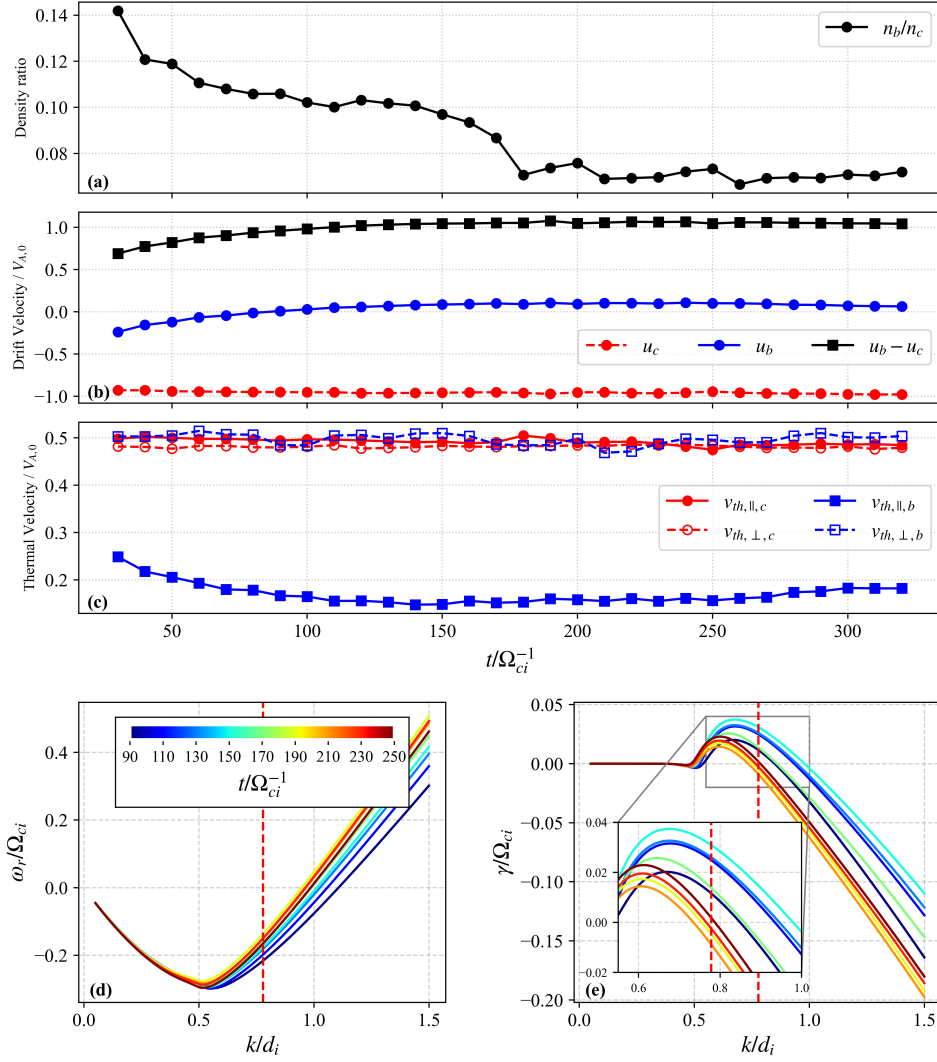 0.14
0.12
0.10
0.08
Density ratio
n_b/n_c
(a)
1.0
0.5
0.0
−0.5
−1.0
Drift Velocity / V_{A,0}
u_c u_b u_b − u_c
(b)
0.5
0.4
0.3
0.2
Thermal Velocity / V_{A,0}
v_{th,∥,c} v_{th,∥,b}
v_{th,⊥,c} v_{th,⊥,b}
(c)
50 100 150 200 250 300
t/Ω_{ci}^{−1}
0.4
0.2
0.0
−0.2
ω_r/Ω_{ci}
90 110 130 150 170 190 210 230 250
t/Ω_{ci}^{−1}
(d)
0.0 0.5 1.0 1.5
k/d_i
0.05
0.00
−0.05
−0.10
−0.15
−0.20
γ/Ω_{ci}
0.04
0.02
0.00
−0.02
0.6 0.8 1.0
(e)
0.0 0.5 1.0 1.5
k/d_i